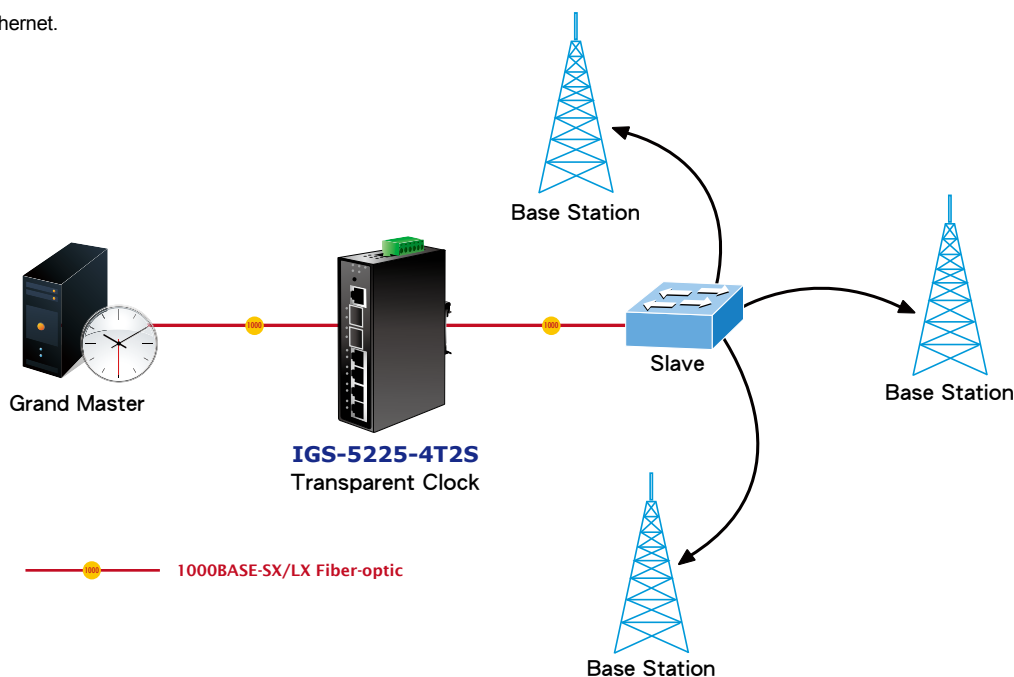 hernet.
Base Station
1000
1000
Slave
Base Station
Grand Master
IGS-5225-4T2S
Transparent Clock
1000
1000BASE-SX/LX Fiber-optic
Base Station